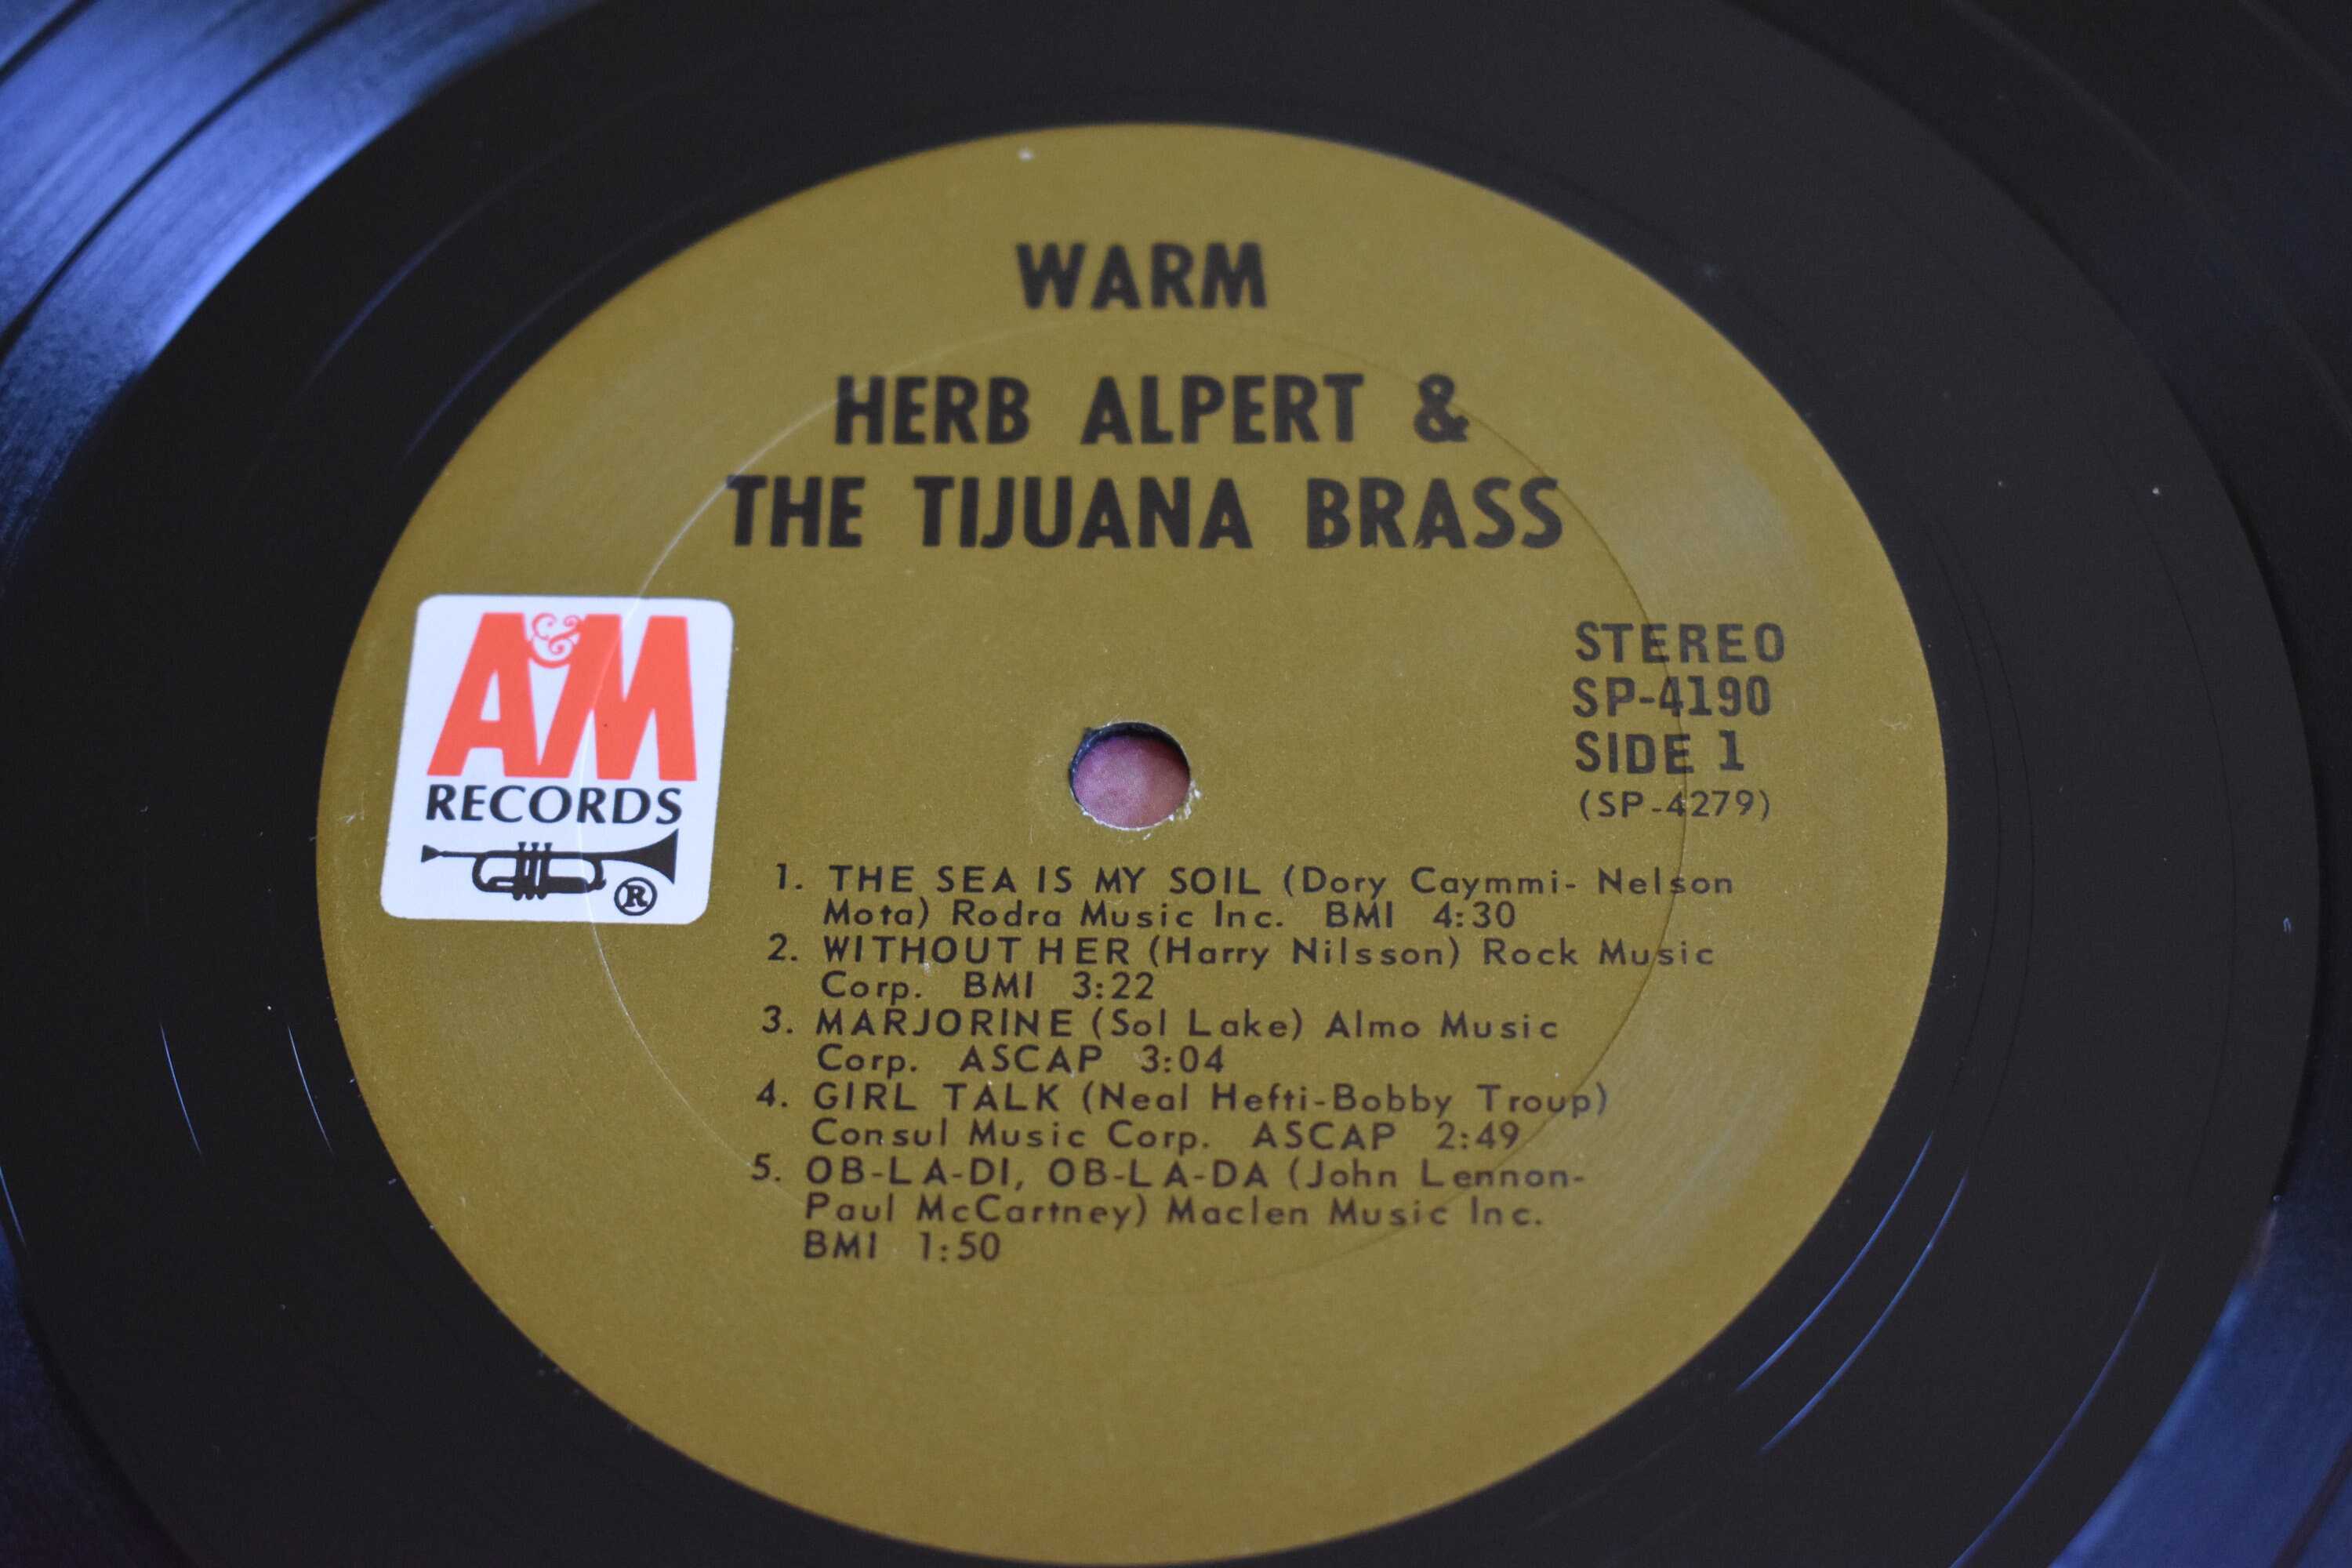 WARM
HERB ALPERT &
THE TIJUANA BRASS
A&M
RECORDS
®
STEREO
SP-4190
SIDE 1
(SP-4279)
1. THE SEA IS MY SOIL (Dory Caymmi- Nelson
Mota) Rodra Music Inc. BMI 4:30
2. WITHOUT HER (Harry Nilsson) Rock Music
Corp. BMI 3:22
3. MARJORINE (Sol Lake) Almo Music
Corp. ASCAP 3:04
4. GIRL TALK (Neal Hefti-Bobby Troup)
Consul Music Corp. ASCAP 2:49
5. OB-LA-DI, OB-LA-DA (John Lennon-
Paul McCartney) Maclen Music Inc.
BMI 1:50